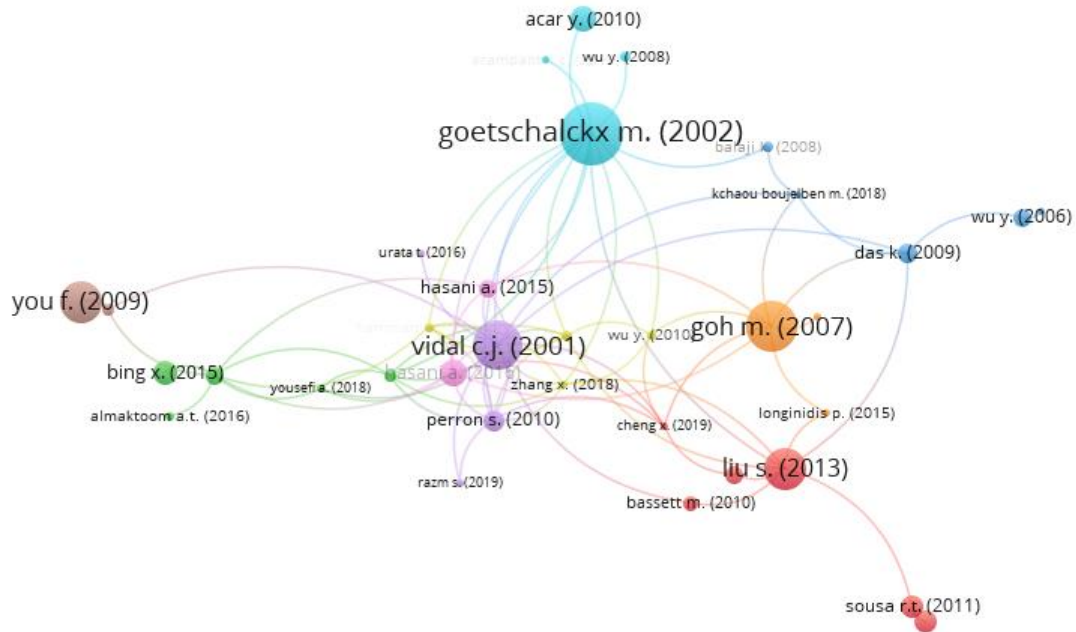 acar y. (2010)
wu y. (2008)
goetschalckx m. (2002)
kchaou boujelben m. (2018)
wu y. (2006)
urata t. (2016)
das k. (2009)
hasani a. (2015)
you f. (2009)
goh m. (2007)
wu y. (2010)
vidal c.j. (2001)
bing x. (2015)
hasani a. (2016)
zhang x. (2018)
yousefi a. (2018)
almaktoom a.t. (2016)
perron s. (2010)
longinidis p. (2015)
cheng x. (2019)
liu s. (2013)
razm s. (2019)
bassett m. (2010)
sousa r.t. (2011)